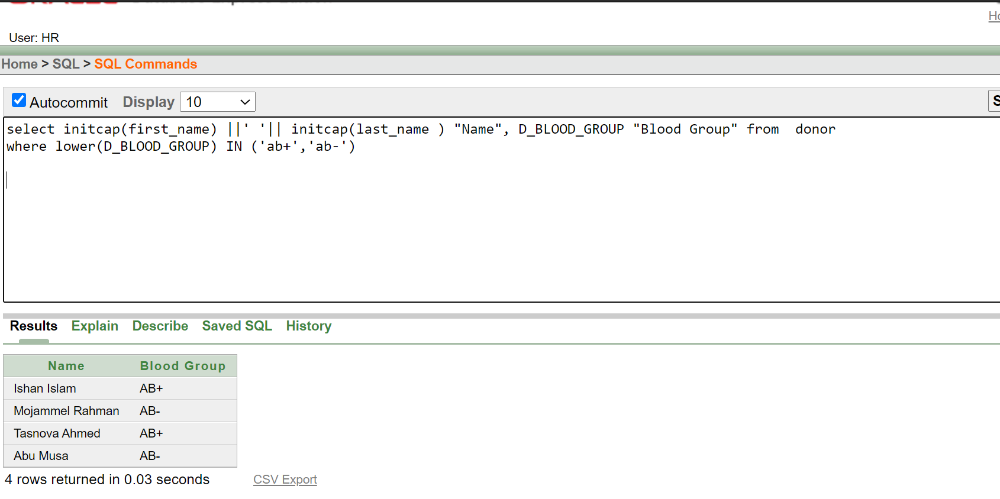 Ho
User: HR
Home > SQL > SQL Commands
Autocommit Display 10 S
select initcap(first_name) ||' '|| initcap(last_name ) "Name", D_BLOOD_GROUP "Blood Group" from  donor
where lower(D_BLOOD_GROUP) IN ('ab+','ab-')
Results Explain Describe Saved SQL History
Name Blood Group
Ishan Islam AB+
Mojammel Rahman AB-
Tasnova Ahmed AB+
Abu Musa AB-
4 rows returned in 0.03 seconds CSV Export